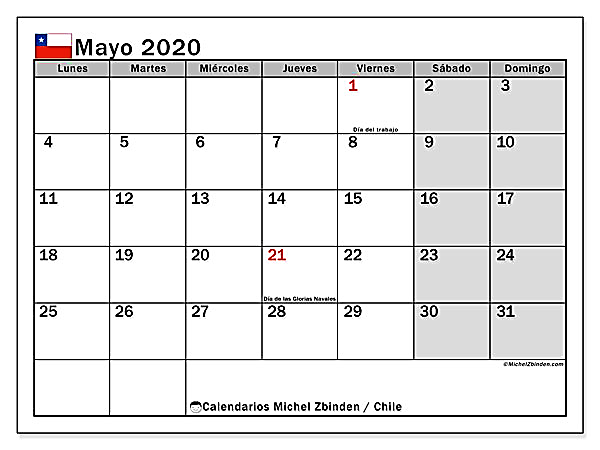 Mayo 2020
Lunes Martes Miércoles Jueves Viernes Sábado Domingo
1 2 3
Día del trabajo
4 5 6 7 8 9 10
11 12 13 14 15 16 17
18 19 20 21 22 23 24
Día de las Glorias Navales
25 26 27 28 29 30 31
©MichelZbinden.com
Calendarios Michel Zbinden / Chile